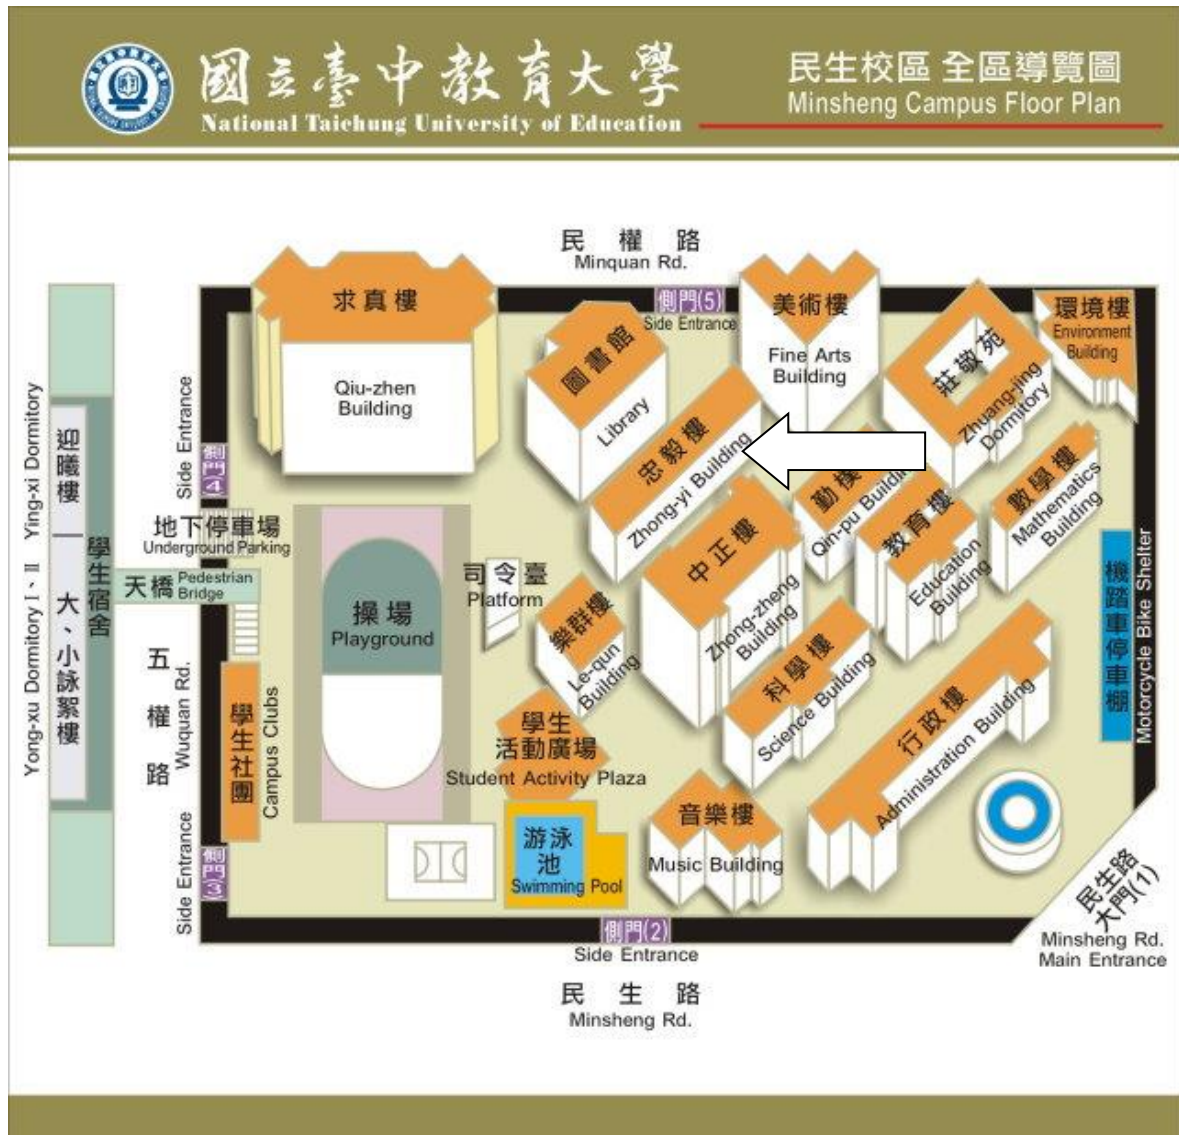 國立臺中教育大學
National Taichung University of Education
民生校區 全區導覽圖
Minsheng Campus Floor Plan
民權路
Minquan Rd.
側門(5)
Side Entrance
求真樓
Qiu-zhen
Building
圖書館
Library
美術樓
Fine Arts
Building
莊敬苑
Zhuang-jing
Dormitory
環境樓
Environment
Building
忠毅樓
Zhong-yi Building
Side Entrance
側門(4)
迎曦樓
Ying-xi Dormitory
學生宿舍
大、小詠絮樓
Yong-xu Dormitory I、II
地下停車場
Underground Parking
天橋
Pedestrian
Bridge
操場
Playground
司令臺
Platform
樂群樓
Le-qun
Building
中正樓
Zhong-zheng
Building
勤樸
Qin-pu Buildin
教育樓
Education
Building
數學樓
Mathematics
Building
機踏車停車棚
Motorcycle Bike Shelter
五權路
Wuquan Rd.
學生社團
Campus Clubs
學生
活動廣場
Student Activity Plaza
科學樓
Science Building
行政樓
Administration Building
Side Entrance
側門(3)
游泳
池
Swimming Pool
音樂樓
Music Building
民生路
大門(1)
Minsheng Rd.
Main Entrance
側門(2)
Side Entrance
民生路
Minsheng Rd.